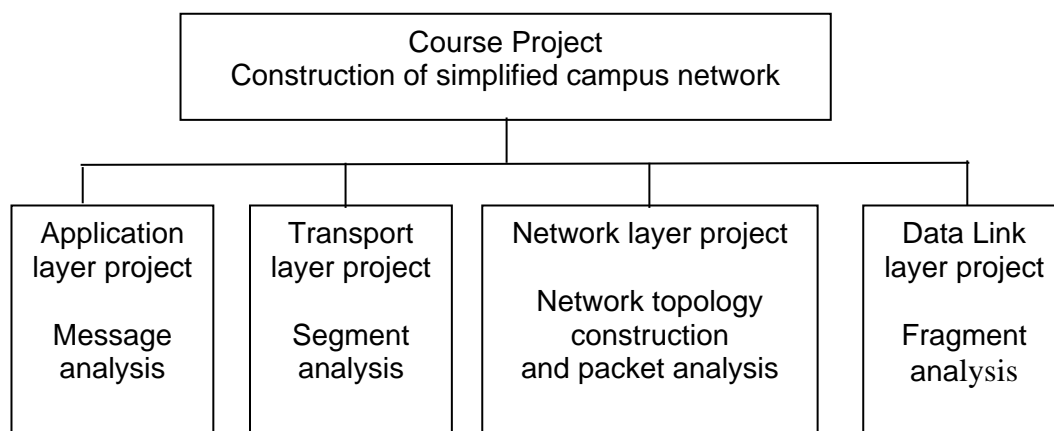 Course Project
Construction of simplified campus network
Application
layer project
Message
analysis
Transport
layer project
Segment
analysis
Network layer project
Network topology
construction
and packet analysis
Data Link
layer project
Fragment
analysis